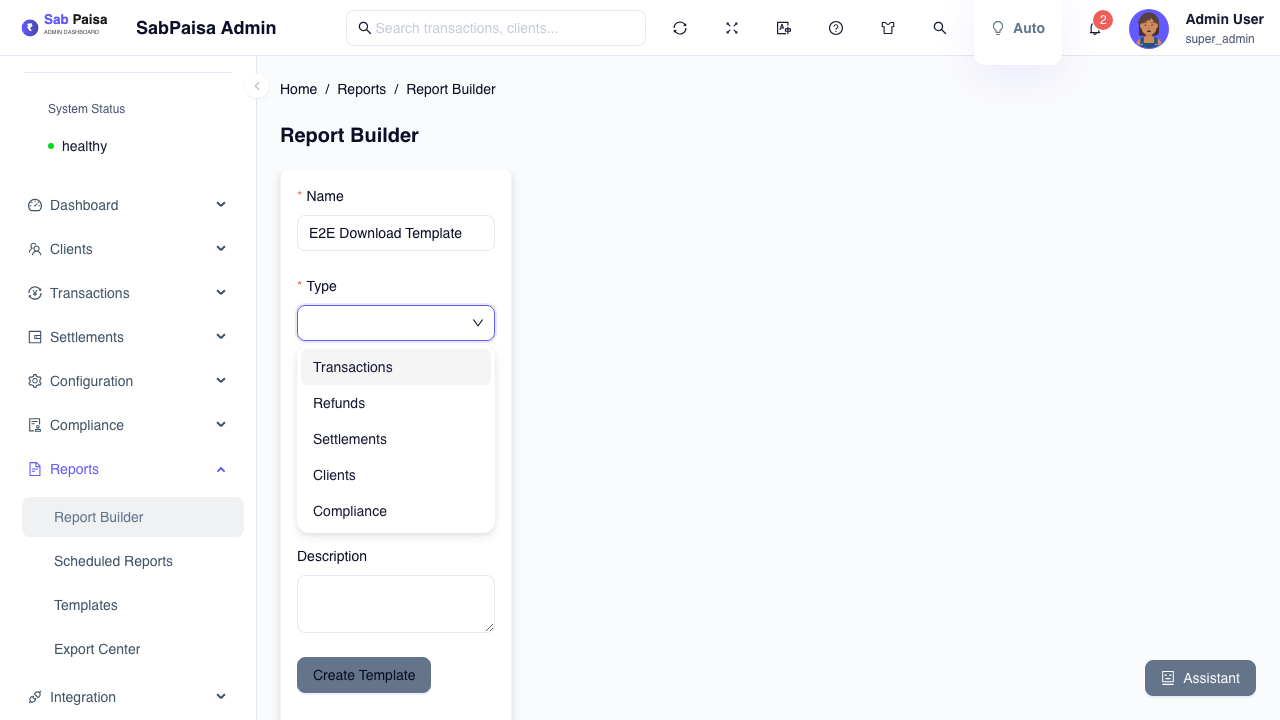 Sab Paisa
ADMIN DASHBOARD
SabPaisa Admin
Search transactions, clients...
Auto
2
Admin User
super_admin
System Status
healthy
Dashboard
Clients
Transactions
Settlements
Configuration
Compliance
Reports
Report Builder
Scheduled Reports
Templates
Export Center
Integration
Home / Reports / Report Builder
Report Builder
* Name
E2E Download Template
* Type
Transactions
Refunds
Settlements
Clients
Compliance
Description
Create Template
Assistant